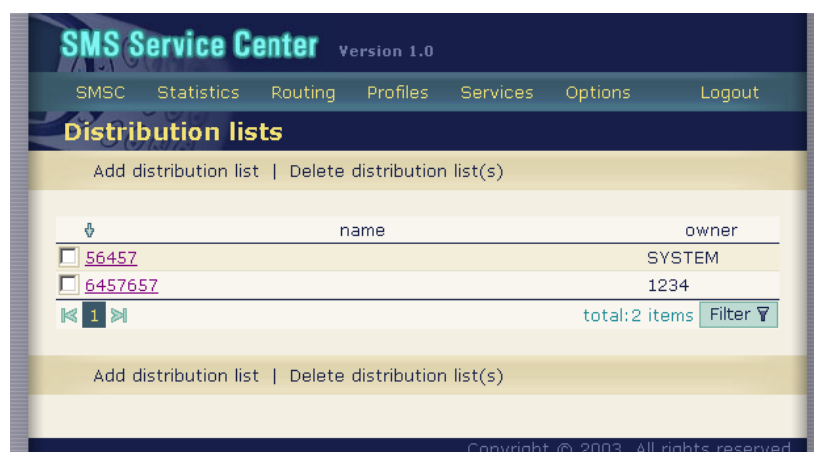 SMS Service Center Version 1.0
SMSC Statistics Routing Profiles Services Options Logout
Distribution lists
Add distribution list | Delete distribution list(s)
name owner
56457 SYSTEM
6457657 1234
1 total:2 items Filter
Add distribution list | Delete distribution list(s)
Copyright © 2003. All rights reserved